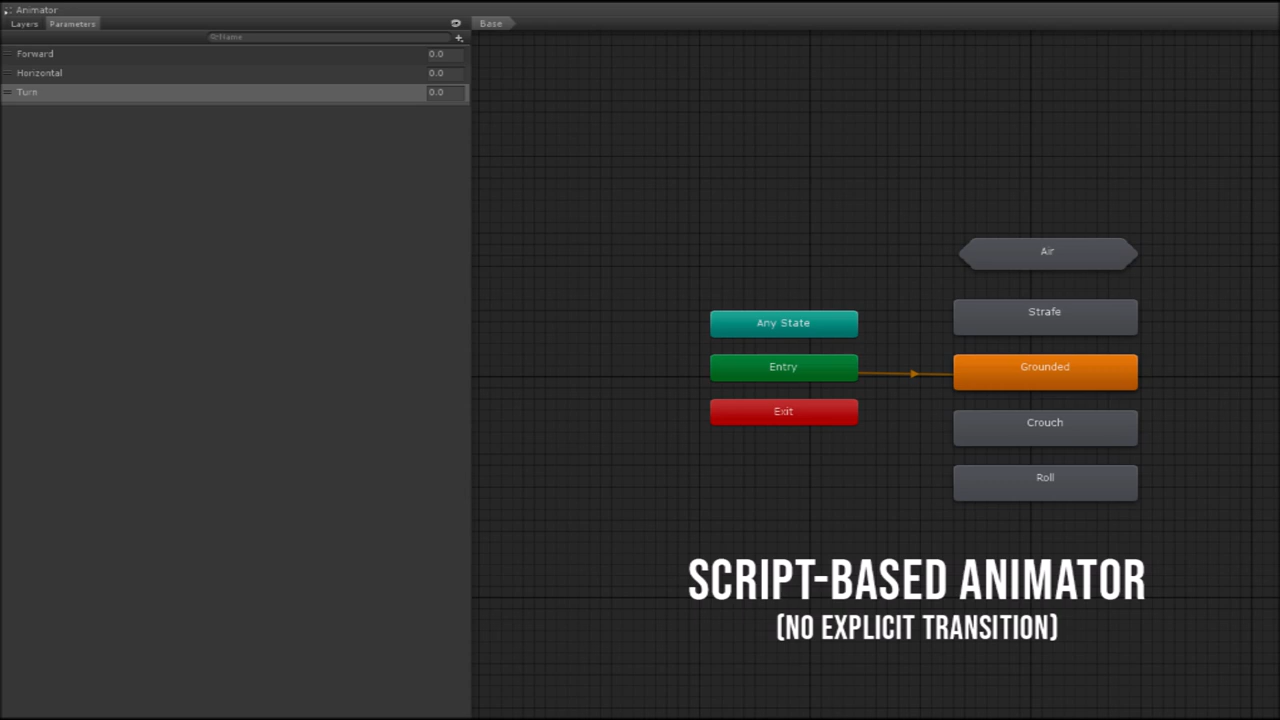 Animator
Layers Parameters
Base
Name
Forward 0.0
Horizontal 0.0
Turn 0.0
Air
Strafe
Any State
Entry
Grounded
Exit
Crouch
Roll
SCRIPT-BASED ANIMATOR
(NO EXPLICIT TRANSITION)